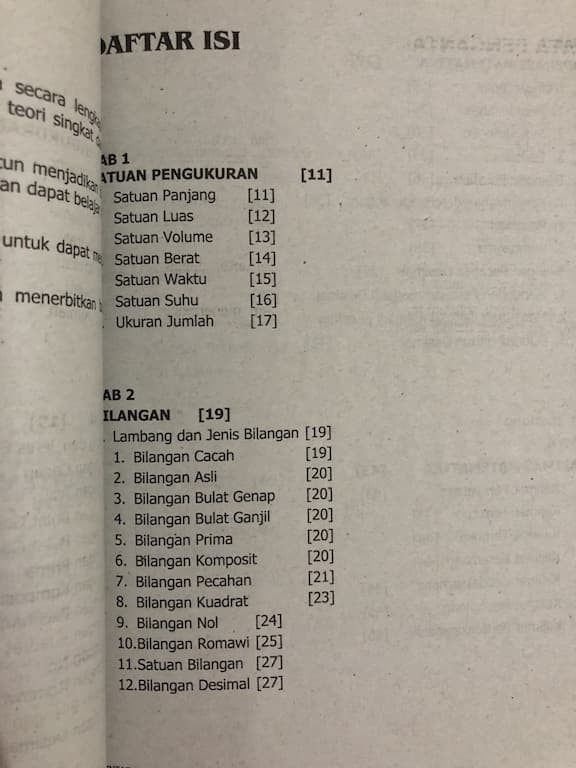 secara
teori singkat
menjadikan
dapat
untuk dapat
menerbitkan
DAFTAR ISI
AB 1
ATUAN PENGUKURAN [11]
Satuan Panjang [11]
Satuan Luas [12]
Satuan Volume [13]
Satuan Berat [14]
Satuan Waktu [15]
Satuan Suhu [16]
Ukuran Jumlah [17]
AB 2
ILANGAN [19]
. Lambang dan Jenis Bilangan [19]
1. Bilangan Cacah [19]
2. Bilangan Asli [20]
3. Bilangan Bulat Genap [20]
4. Bilangan Bulat Ganjil [20]
5. Bilangan Prima [20]
6. Bilangan Komposit [20]
7. Bilangan Pecahan [21]
8. Bilangan Kuadrat [23]
9. Bilangan Nol [24]
10.Bilangan Romawi [25]
11.Satuan Bilangan [27]
12.Bilangan Desimal [27]